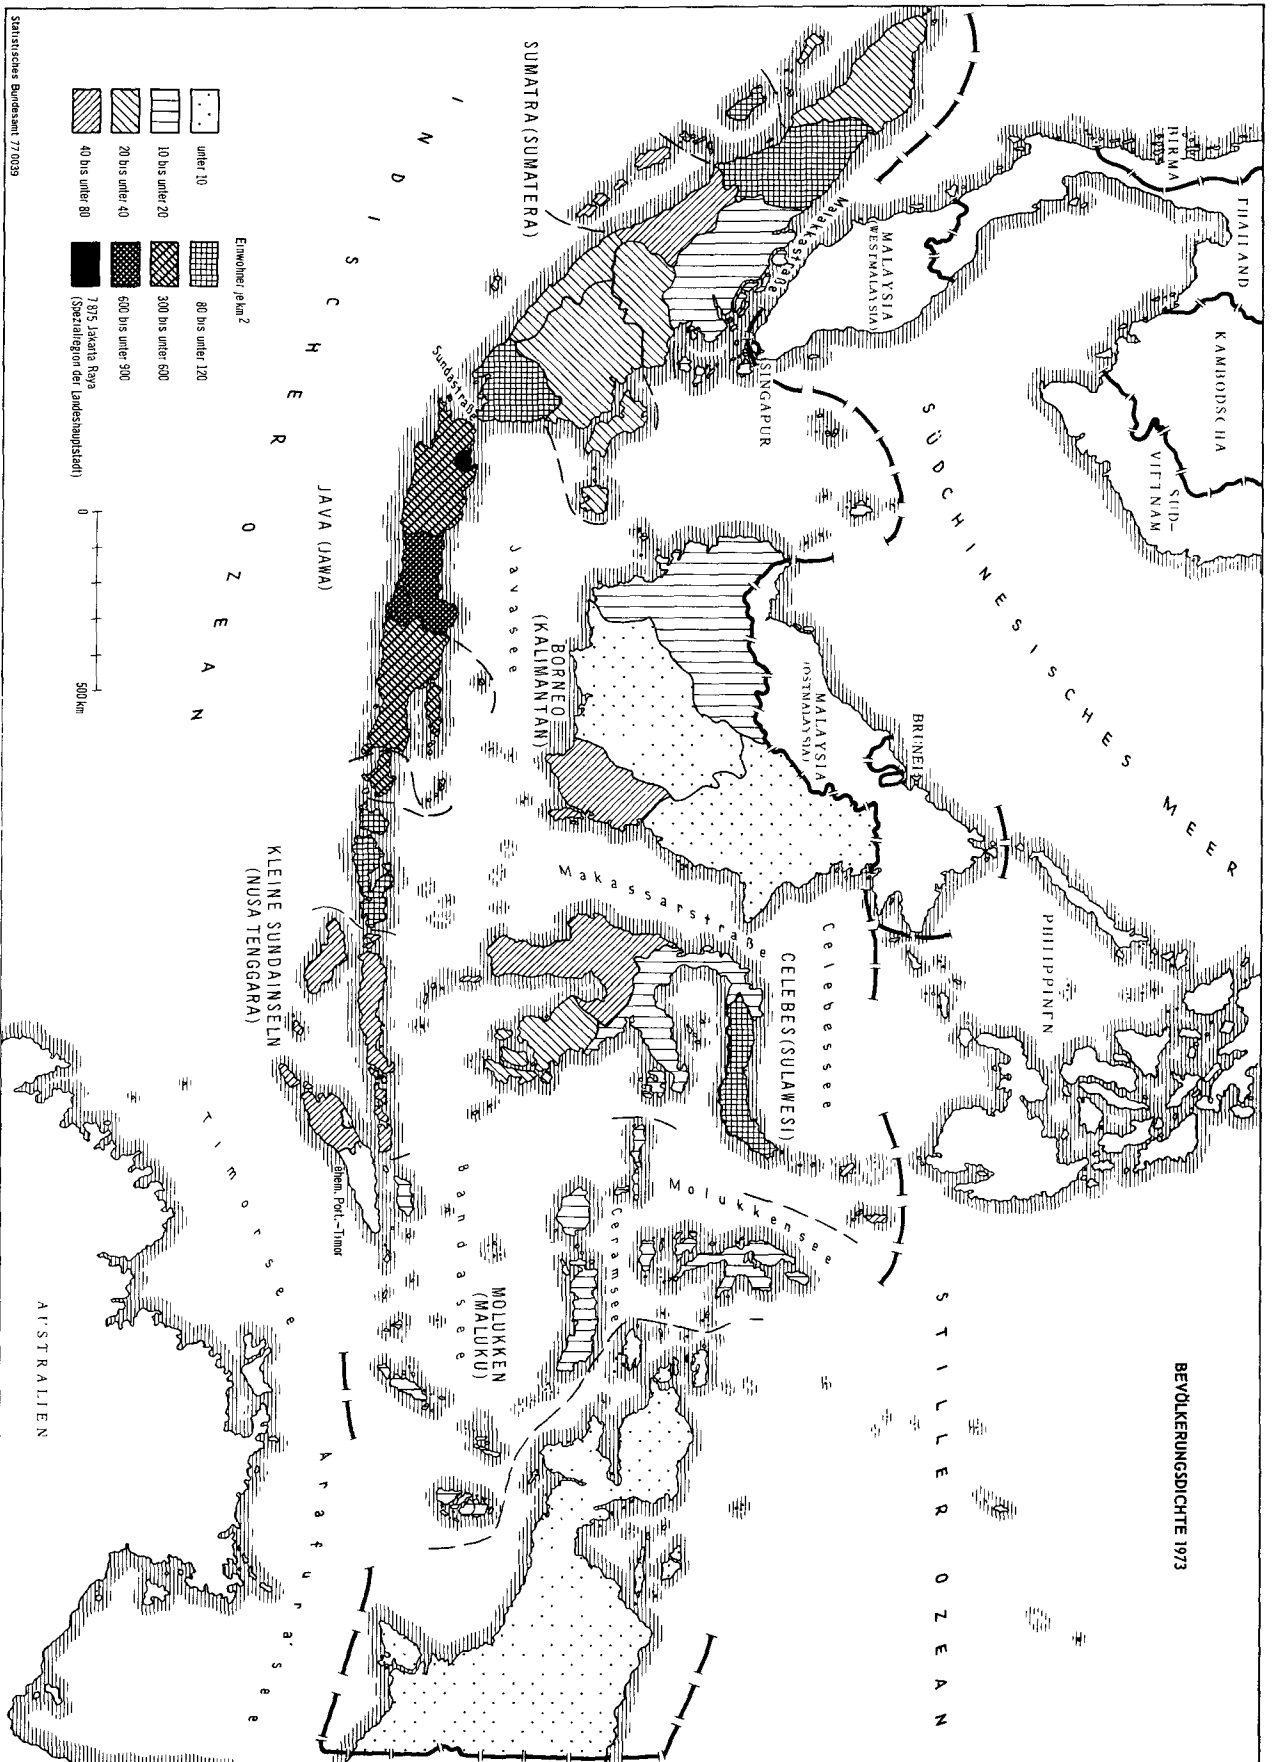 BEVÖLKERUNGSDICHTE 1973
BIRMA
THAILAND
KAMBODSCHA
SÜD-
VIETNAM
SÜDCHINESISCHES MEER
PHILIPPINEN
STILLER OZEAN
MALAYSIA
(WESTMALAYSIA)
Malakkastraße
SINGAPUR
MALAYSIA
(OSTMALAYSIA)
BRUNEI
SUMATRA (SUMATERA)
Sundastraße
BORNEO
(KALIMANTAN)
Javasee
JAVA (JAWA)
Makassarstraße
Celebessee
CELEBES (SULAWESI)
Molukkensee
Ceramsee
MOLUKKEN
(MALUKU)
Bandasee
KLEINE SUNDAINSELN
(NUSA TENGGARA)
ehem. Port.-Timor
Timorsee
Arafurasee
AUSTRALIEN
INDISCHER OZEAN
Einwohner je km²
unter 10
10 bis unter 20
20 bis unter 40
40 bis unter 80
80 bis unter 120
300 bis unter 600
600 bis unter 900
7 875 Jakarta Raya
(Spezialregion der Landeshauptstadt)
0
500 km
Statistisches Bundesamt 77 0039